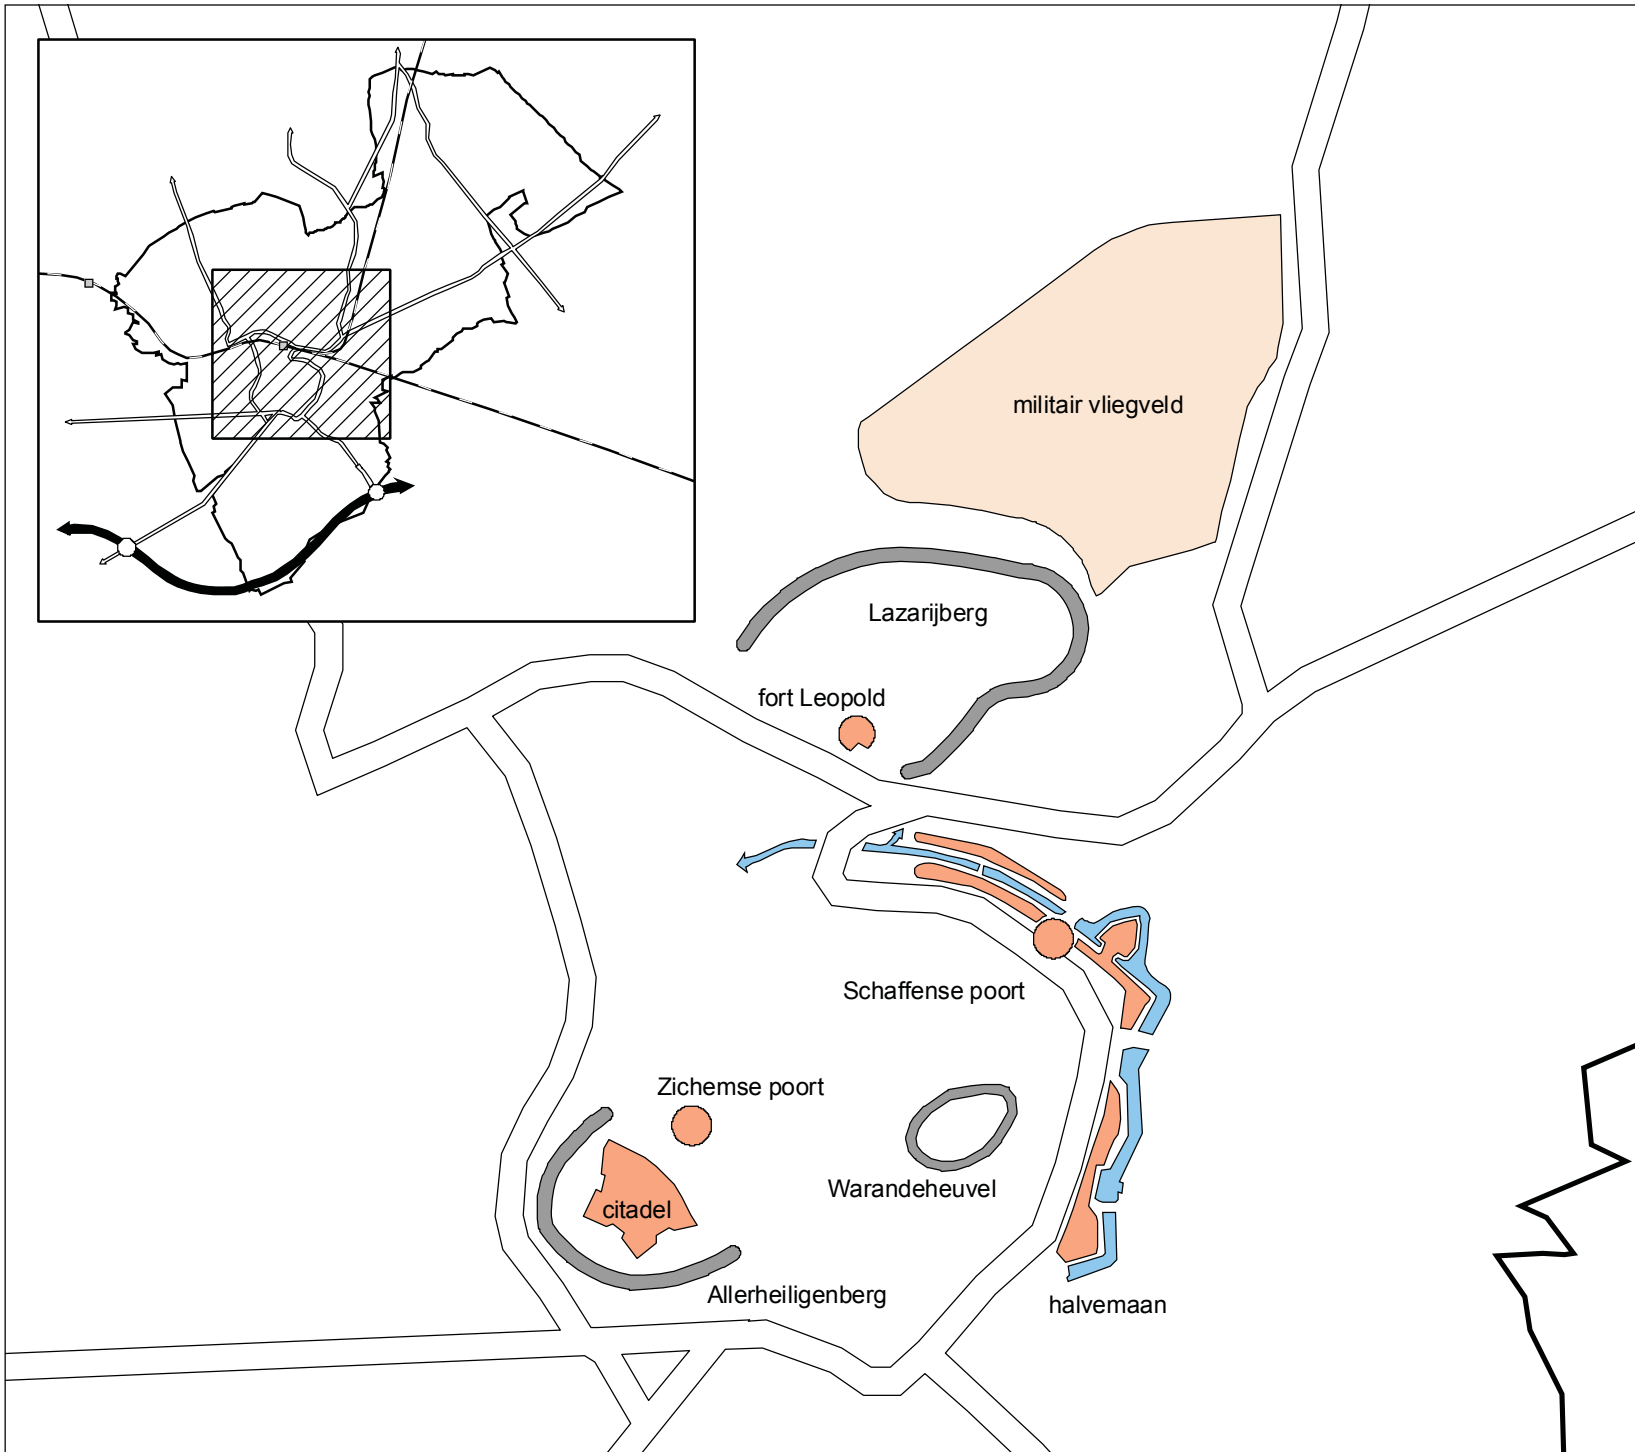 militair vliegveld
Lazarijberg
fort Leopold
Schaffense poort
Zichemse poort
Warandeheuvel
citadel
Allerheiligenberg
halvemaan